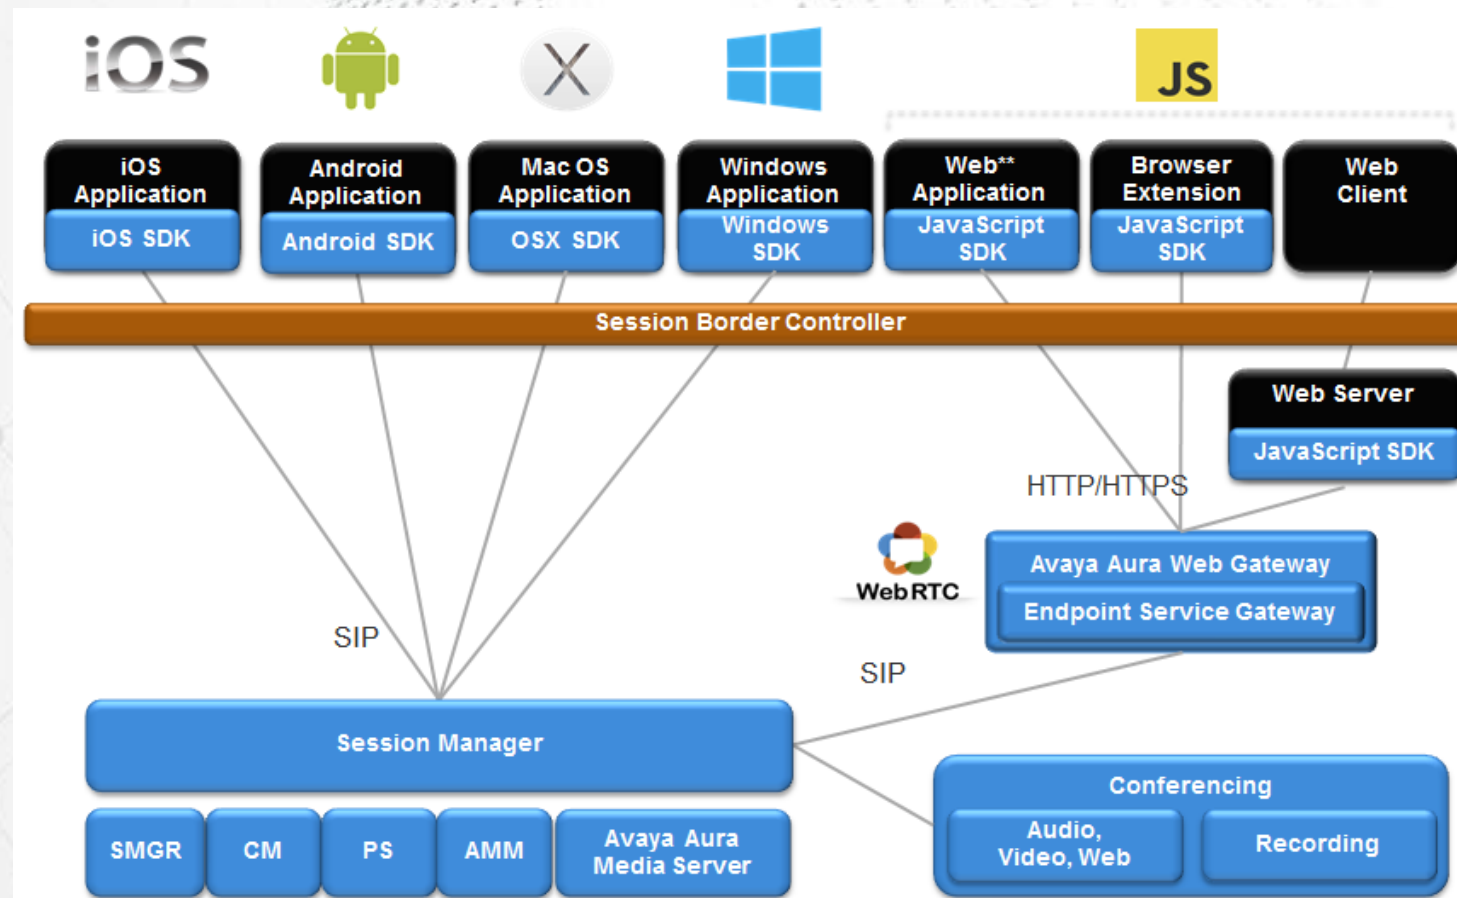 iOS
X
JS
iOS
Application
iOS SDK
Android
Application
Android SDK
Mac OS
Application
OSX SDK
Windows
Application
Windows
SDK
Web**
Application
JavaScript
SDK
Browser
Extension
JavaScript
SDK
Web
Client
Session Border Controller
Web Server
JavaScript SDK
HTTP/HTTPS
WebRTC
Avaya Aura Web Gateway
Endpoint Service Gateway
SIP
SIP
Session Manager
SMGR
CM
PS
AMM
Avaya Aura
Media Server
Conferencing
Audio,
Video, Web
Recording